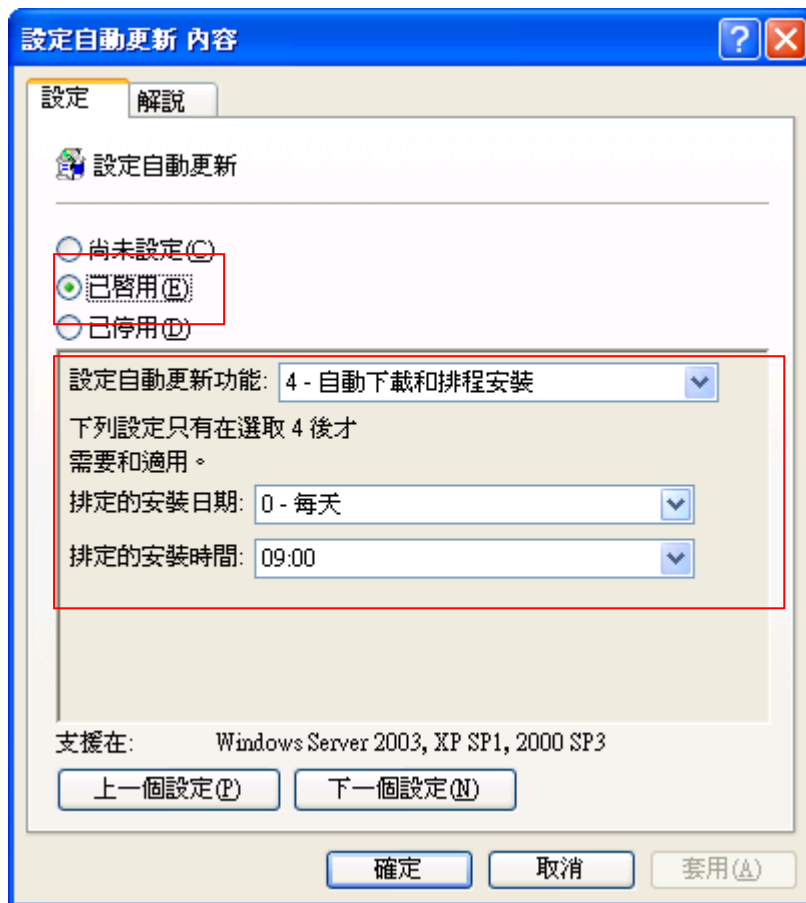 設定自動更新 內容
設定
解說
設定自動更新
尚未設定(C)
已啓用(E)
已停用(D)
設定自動更新功能: 4 - 自動下載和排程安裝
下列設定只有在選取 4 後才
需要和適用。
排定的安裝日期: 0 - 每天
排定的安裝時間: 09:00
支援在: Windows Server 2003, XP SP1, 2000 SP3
上一個設定(P) 下一個設定(N)
確定 取消 套用(A)